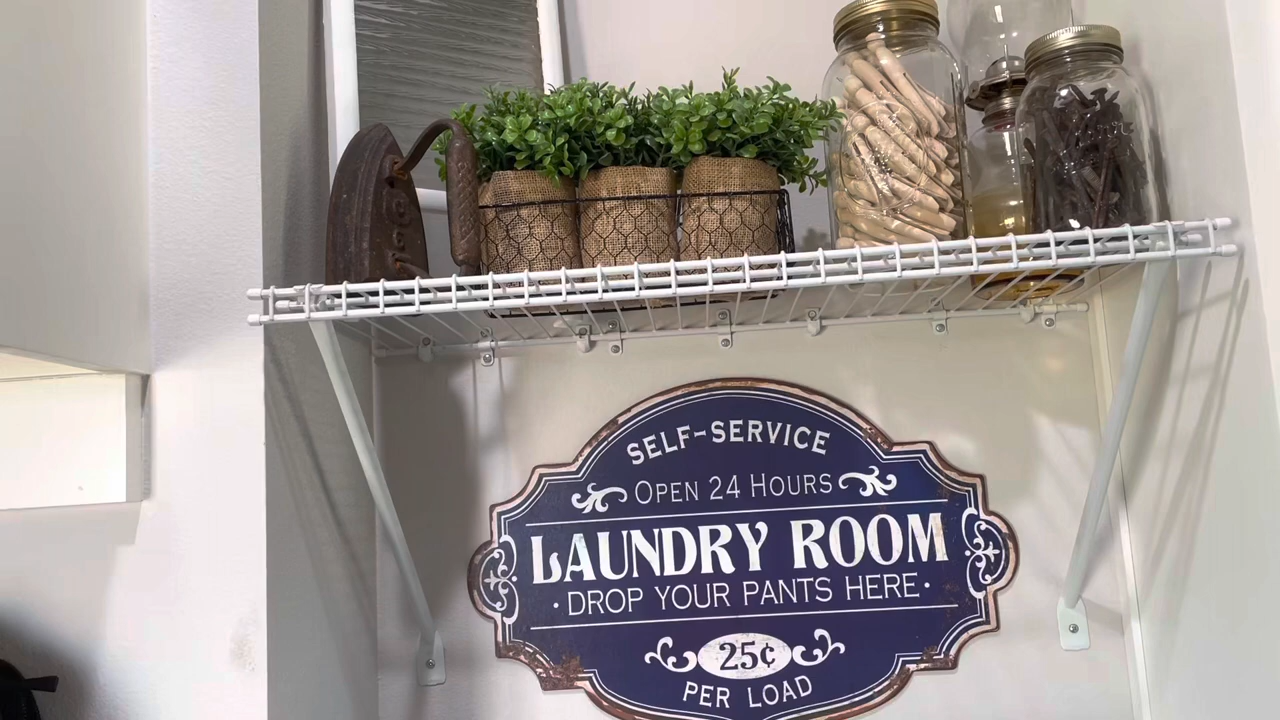 SELF-SERVICE
OPEN 24 HOURS
LAUNDRY ROOM
·DROP YOUR PANTS HERE·
25¢
PER LOAD